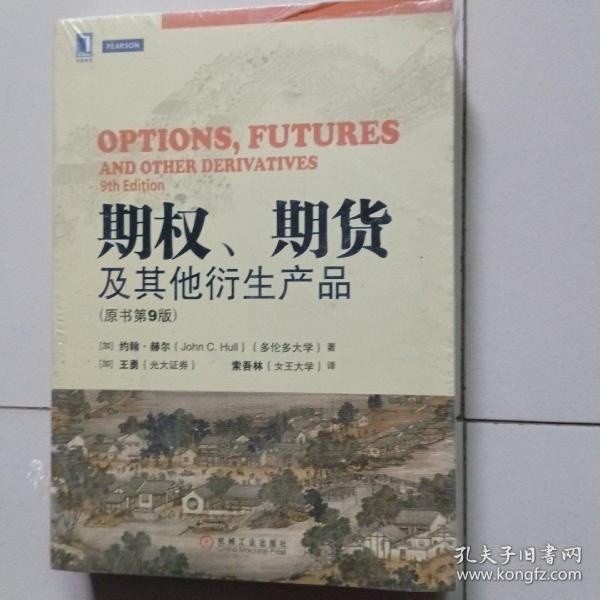 PEARSON
OPTIONS, FUTURES
AND OTHER DERIVATIVES
9th Edition
期权、期货
及其他衍生产品
(原书第9版)
[加] 约翰·赫尔 (John C. Hull) (多伦多大学) 著
[加] 王勇 (光大证券) 索吾林 (女王大学) 译
机械工业出版社
China Machine Press
孔夫子旧书网
www.kongfz.com